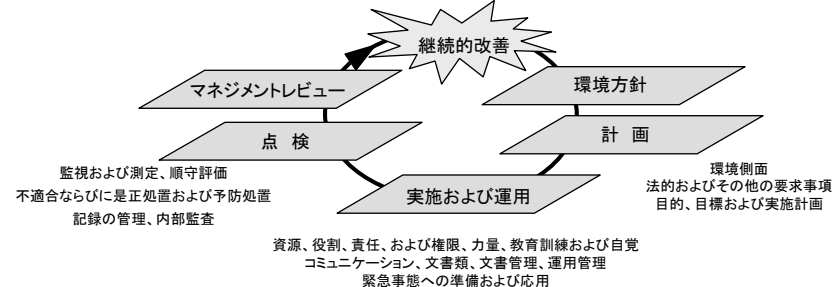 継続的改善
マネジメントレビュー
環境方針
点 検
計 画
監視および測定、順守評価
不適合ならびに是正処置および予防処置
記録の管理、内部監査
環境側面
法的およびその他の要求事項
目的、目標および実施計画
実施および運用
資源、役割、責任、および権限、力量、教育訓練および自覚
コミュニケーション、文書類、文書管理、運用管理
緊急事態への準備および応用